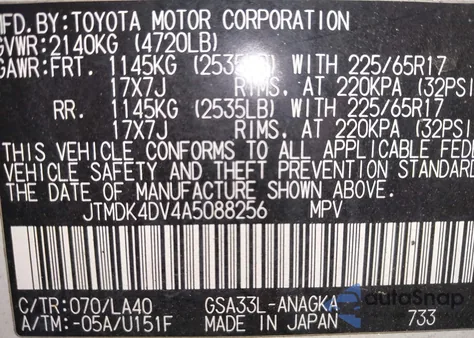 MFD.BY:TOYOTA MOTOR CORPORATION
GVWR:2140KG (4720LB)
GAWR:FRT. 1145KG (2535LB) WITH 225/65R17
17X7J RIMS, AT 220KPA (32PSI
RR. 1145KG (2535LB) WITH 225/65R17
17X7J RIMS, AT 220KPA (32PSI
THIS VEHICLE CONFORMS TO ALL APPLICABLE FEDE
VEHICLE SAFETY AND THEFT PREVENTION STANDARD
THE DATE OF MANUFACTURE SHOWN ABOVE.
JTMDK4DV4A5088256 MPV
C/TR:070/LA40 GSA33L-ANAGKA
A/TM:-05A/U151F MADE IN JAPAN 733
autoSnap